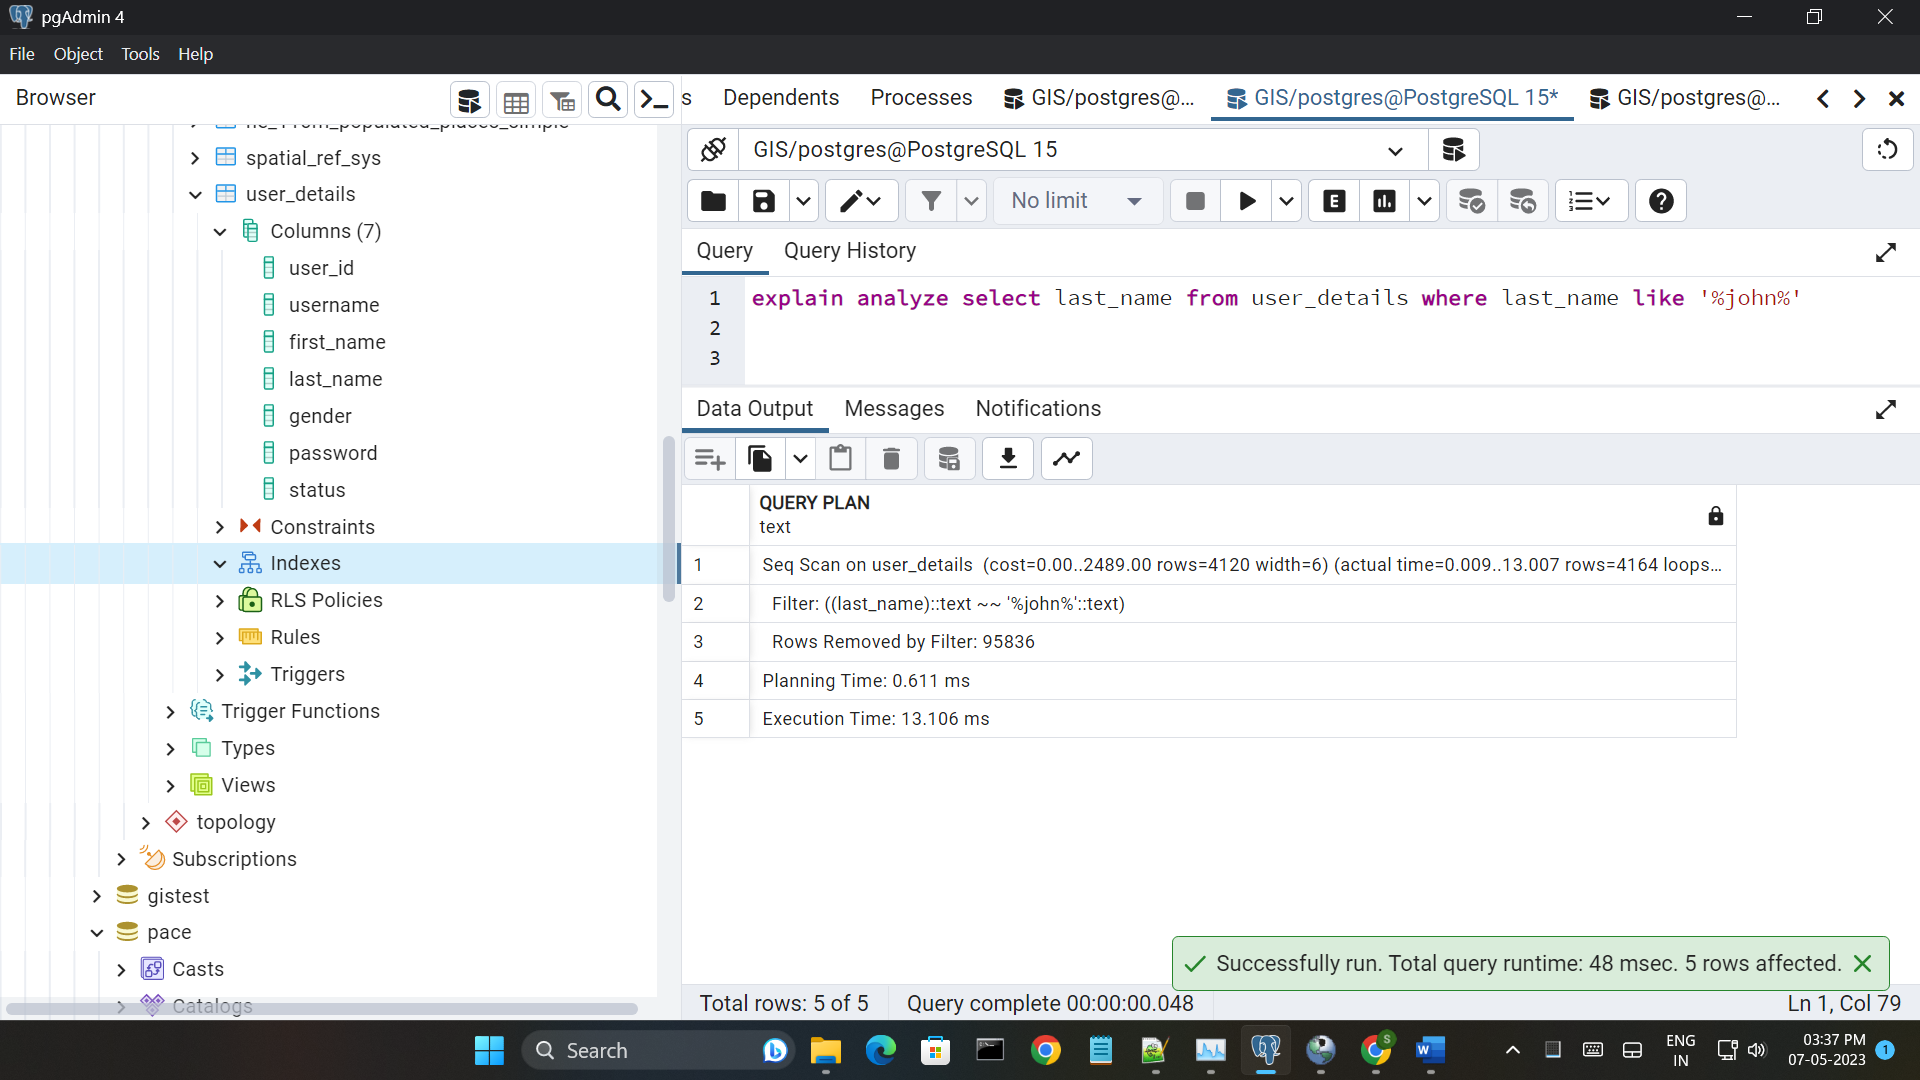 pgAdmin 4
File Object Tools Help
Browser
s Dependents Processes GIS/postgres@... GIS/postgres@PostgreSQL 15* GIS/postgres@...
ne_110m_populated_places_simple
spatial_ref_sys
user_details
Columns (7)
user_id
username
first_name
last_name
gender
password
status
Constraints
Indexes
RLS Policies
Rules
Triggers
Trigger Functions
Types
Views
topology
Subscriptions
gistest
pace
Casts
Catalogs
GIS/postgres@PostgreSQL 15
No limit
E
Query Query History
1 explain analyze select last_name from user_details where last_name like '%john%'
2
3
Data Output Messages Notifications
QUERY PLAN
text
1 Seq Scan on user_details (cost=0.00..2489.00 rows=4120 width=6) (actual time=0.009..13.007 rows=4164 loops...
2 Filter: ((last_name)::text ~~ '%john%'::text)
3 Rows Removed by Filter: 95836
4 Planning Time: 0.611 ms
5 Execution Time: 13.106 ms
Successfully run. Total query runtime: 48 msec. 5 rows affected.
Total rows: 5 of 5 Query complete 00:00:00.048 Ln 1, Col 79
Search
S
W
ENG
IN
03:37 PM
07-05-2023
1